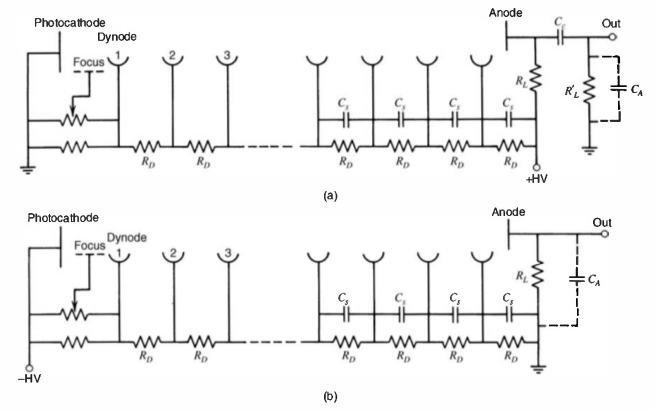 Photocathode
Anode
C_c
Out
Dynode
Focus
1
2
3
R_L
R'_L
C_A
C_s
C_s
C_s
C_s
R_D
R_D
R_D
R_D
R_D
R_D
+HV
(a)
Photocathode
Anode
Out
Dynode
Focus
1
2
3
R_L
C_A
C_s
C_s
C_s
C_s
R_D
R_D
R_D
R_D
R_D
R_D
–HV
(b)